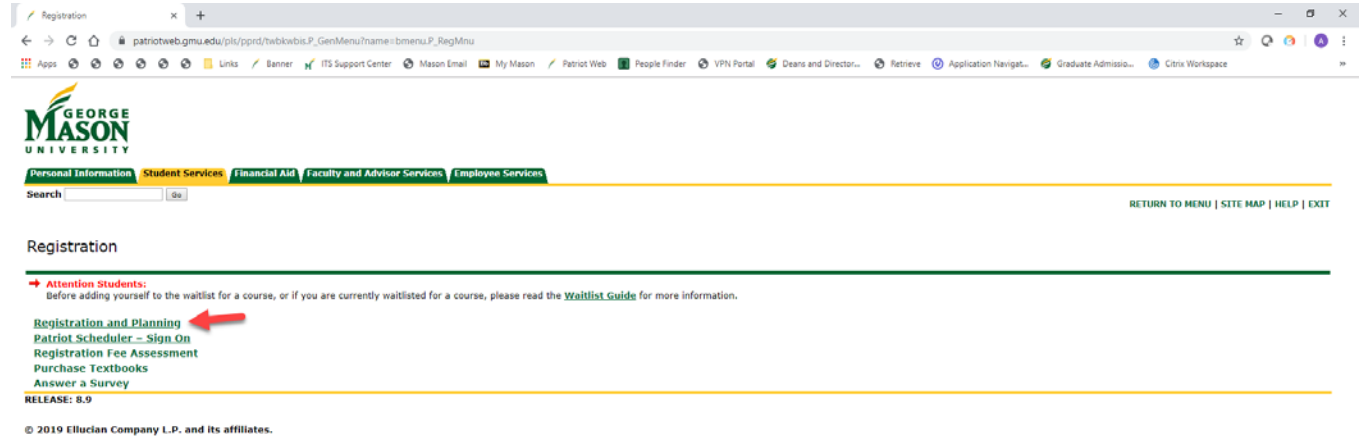 Registration
patriotweb.gmu.edu/pls/pprd/twbkwbis.P_GenMenu?name=bmenu.P_RegMnu
A
Apps Links Banner ITS Support Center Mason Email My Mason Patriot Web People Finder VPN Portal Deans and Director... Retrieve Application Navigat... Graduate Admissio... Citrix Workspace »
GEORGE
MASON
UNIVERSITY
Personal Information Student Services Financial Aid Faculty and Advisor Services Employee Services
Search Go
RETURN TO MENU | SITE MAP | HELP | EXIT
Registration
Attention Students:
Before adding yourself to the waitlist for a course, or if you are currently waitlisted for a course, please read the Waitlist Guide for more information.
Registration and Planning
Patriot Scheduler – Sign On
Registration Fee Assessment
Purchase Textbooks
Answer a Survey
RELEASE: 8.9
© 2019 Ellucian Company L.P. and its affiliates.